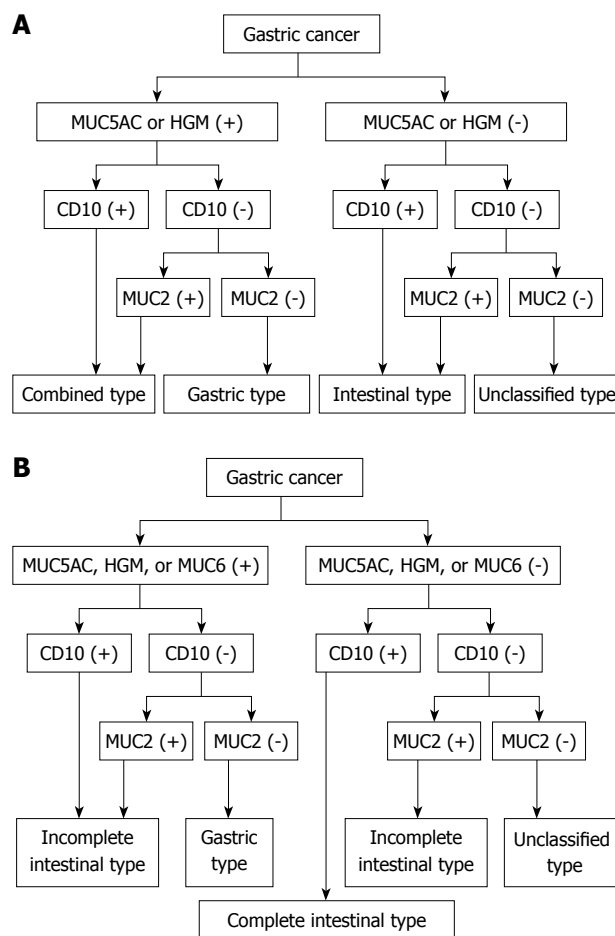 A
Gastric cancer
MUC5AC or HGM (+)
MUC5AC or HGM (-)
CD10 (+)
CD10 (-)
CD10 (+)
CD10 (-)
MUC2 (+)
MUC2 (-)
MUC2 (+)
MUC2 (-)
Combined type
Gastric type
Intestinal type
Unclassified type
B
Gastric cancer
MUC5AC, HGM, or MUC6 (+)
MUC5AC, HGM, or MUC6 (-)
CD10 (+)
CD10 (-)
CD10 (+)
CD10 (-)
MUC2 (+)
MUC2 (-)
MUC2 (+)
MUC2 (-)
Incomplete
intestinal type
Gastric
type
Incomplete
intestinal type
Unclassified
type
Complete intestinal type